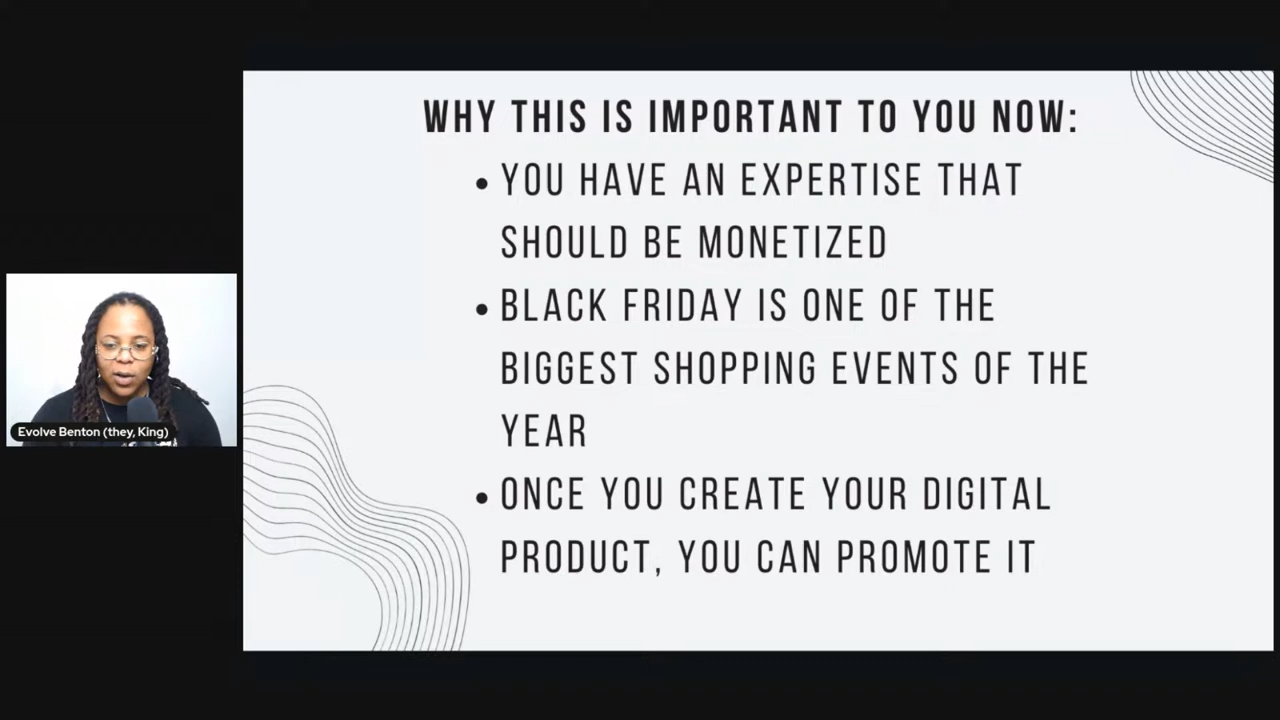 WHY THIS IS IMPORTANT TO YOU NOW:
• YOU HAVE AN EXPERTISE THAT
SHOULD BE MONETIZED
• BLACK FRIDAY IS ONE OF THE
BIGGEST SHOPPING EVENTS OF THE
YEAR
• ONCE YOU CREATE YOUR DIGITAL
PRODUCT, YOU CAN PROMOTE IT
Evolve Benton (they, King)